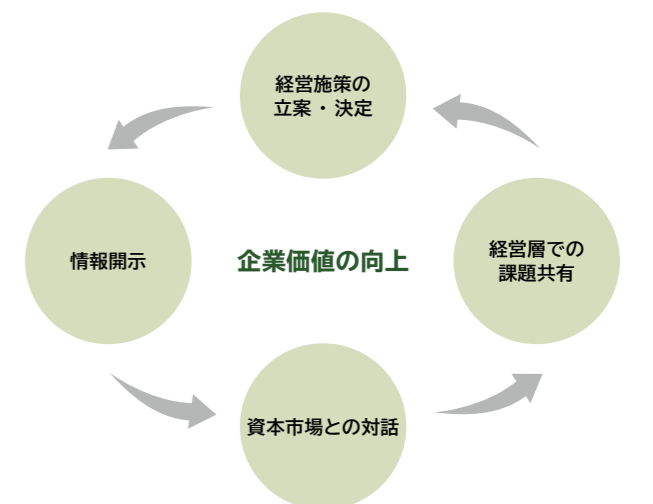 経営施策の
立案・決定
情報開示
企業価値の向上
経営層での
課題共有
資本市場との対話